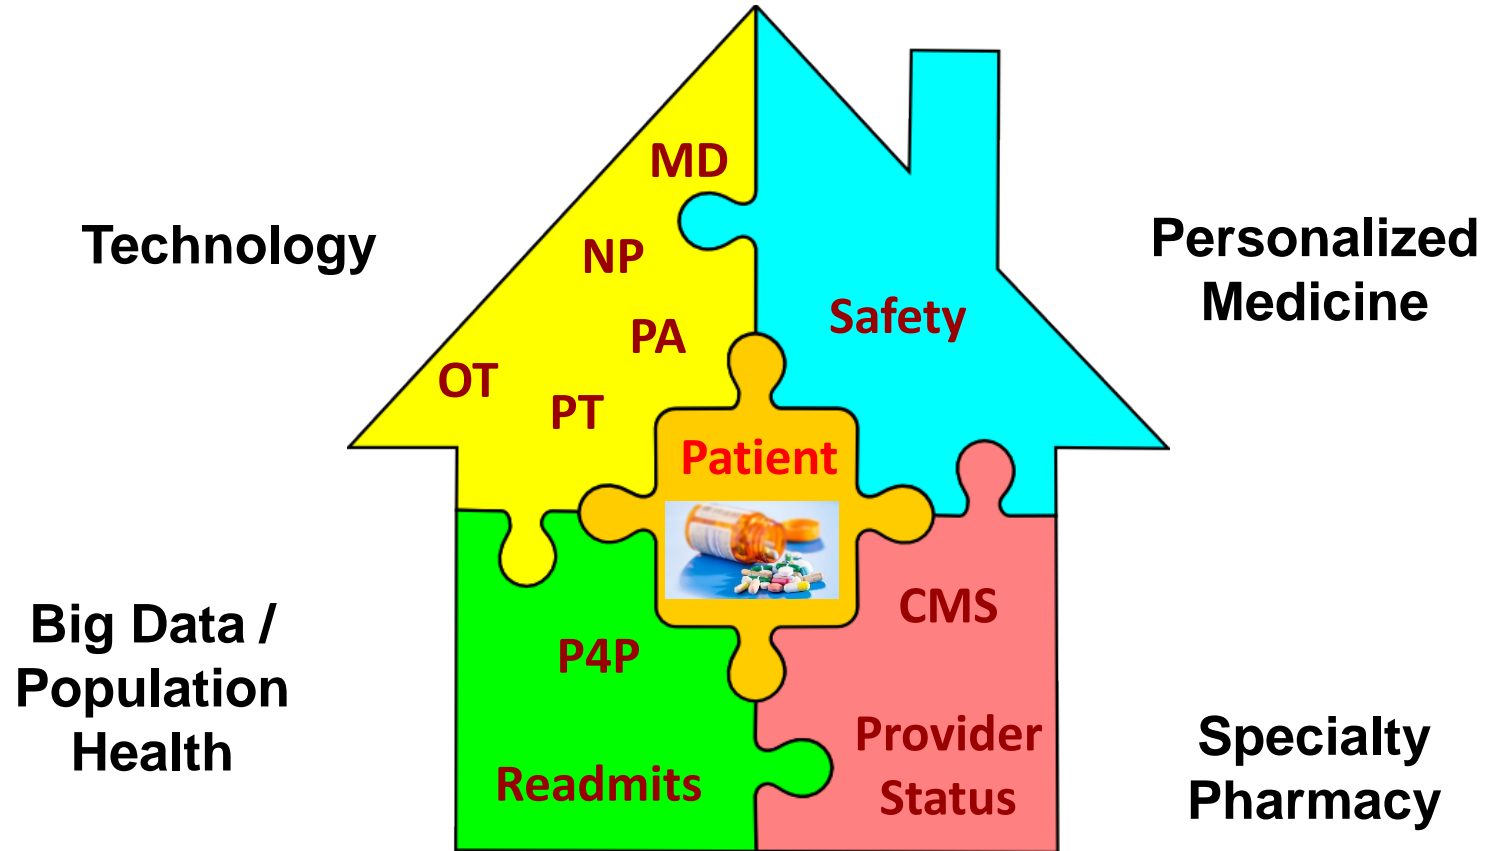 MD
Technology
NP
Personalized
Medicine
Safety
PA
OT
PT
Patient
Big Data /
Population
Health
CMS
P4P
Provider
Status
Readmits
Specialty
Pharmacy